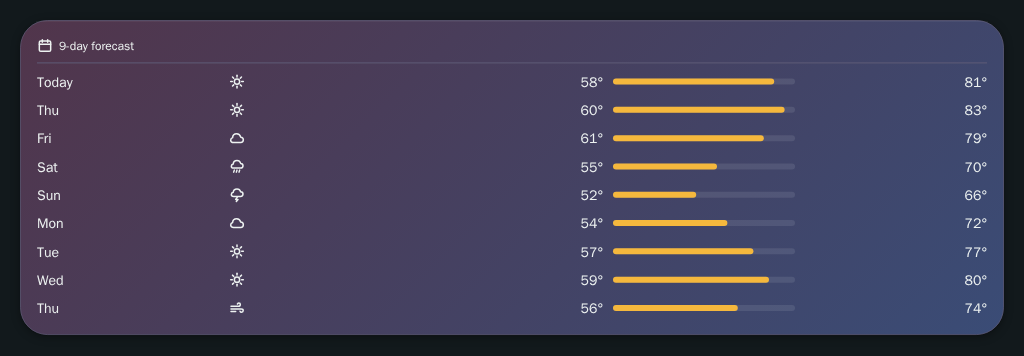 9-day forecast
Today 58° 81°
Thu 60° 83°
Fri 61° 79°
Sat 55° 70°
Sun 52° 66°
Mon 54° 72°
Tue 57° 77°
Wed 59° 80°
Thu 56° 74°